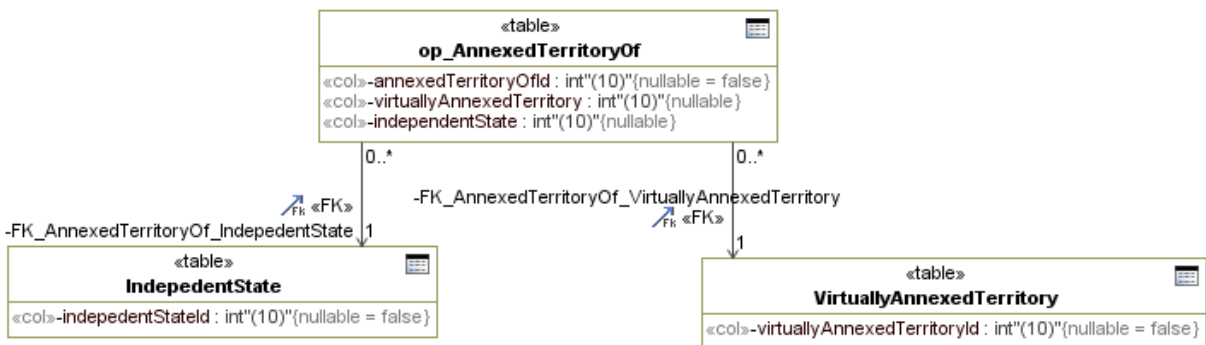 «table»
op_AnnexedTerritoryOf
«col»-annexedTerritoryOfId : int"(10)"{nullable = false}
«col»-virtuallyAnnexedTerritory : int"(10)"{nullable}
«col»-independentState : int"(10)"{nullable}
0..*
0..*
-FK_AnnexedTerritoryOf_VirtuallyAnnexedTerritory
Fk «FK»
Fk «FK»
-FK_AnnexedTerritoryOf_IndepedentState
1
1
«table»
IndepedentState
«col»-indepedentStateId : int"(10)"{nullable = false}
«table»
VirtuallyAnnexedTerritory
«col»-virtuallyAnnexedTerritoryId : int"(10)"{nullable = false}